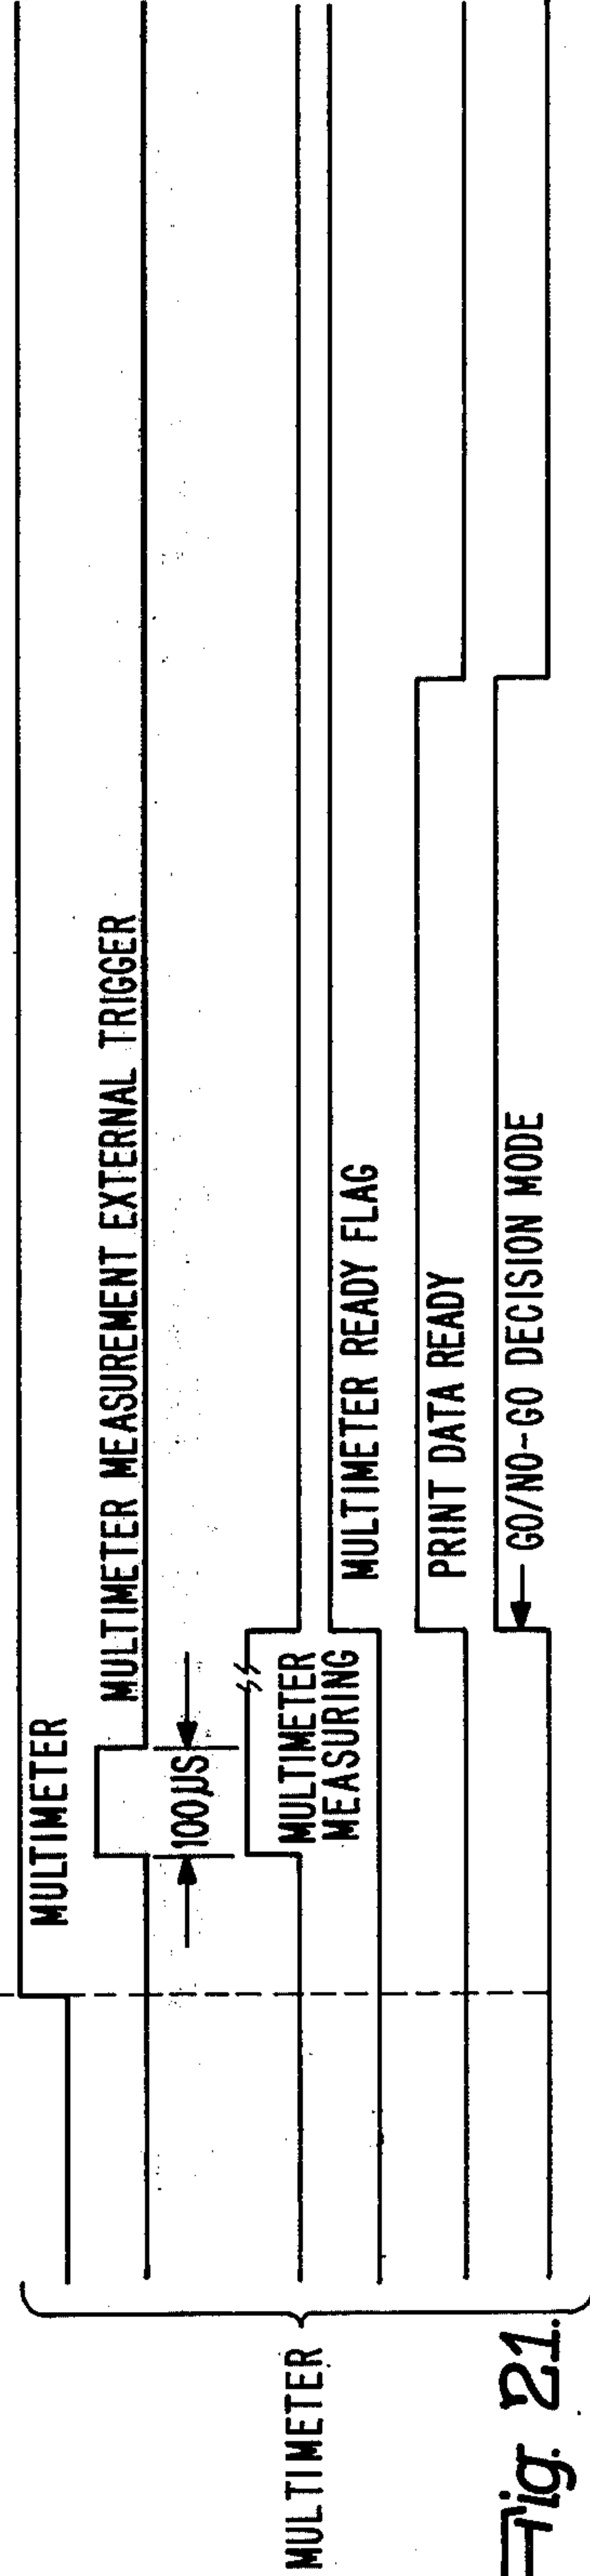 MULTIMETER
MULTIMETER MEASUREMENT EXTERNAL TRIGGER
100µS
MULTIMETER
MEASURING
MULTIMETER READY FLAG
PRINT DATA READY
GO/NO-GO DECISION MODE
MULTIMETER
Fig. 21.